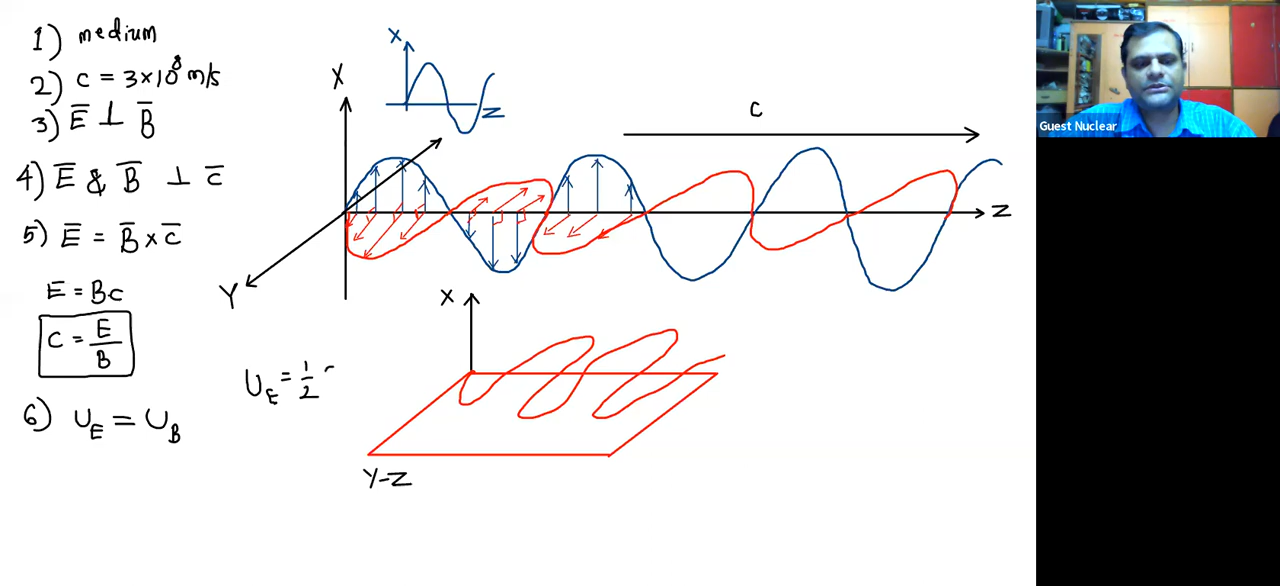 1) medium
2) C = 3×10⁸ m/s
3) E̅ ⊥ B̅
4) E̅ & B̅ ⊥ c̅
5) E̅ = B̅ × c̅
E = Bc
C = E/B
6) U_E = U_B
X
Z
X
Y
C
Z
U_E = 1/2
X
Y-Z
Guest Nuclear